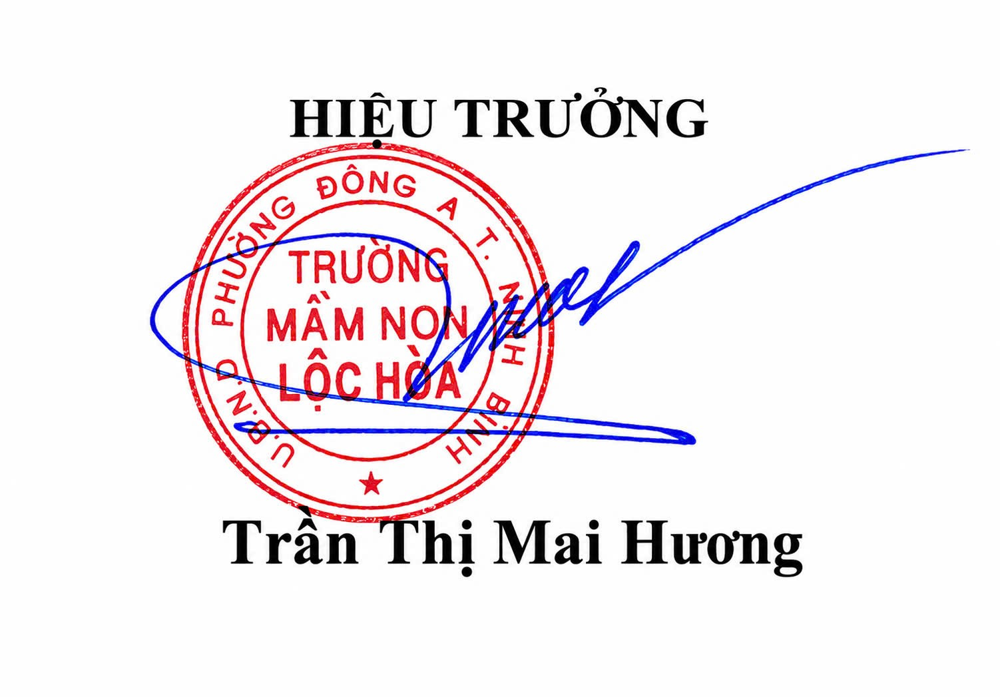 HIỆU TRƯỞNG
U.B.N.D PHƯỜNG ĐÔNG A T. NINH BÌNH
TRƯỜNG
MẦM NON
LỘC HÒA
Trần Thị Mai Hương